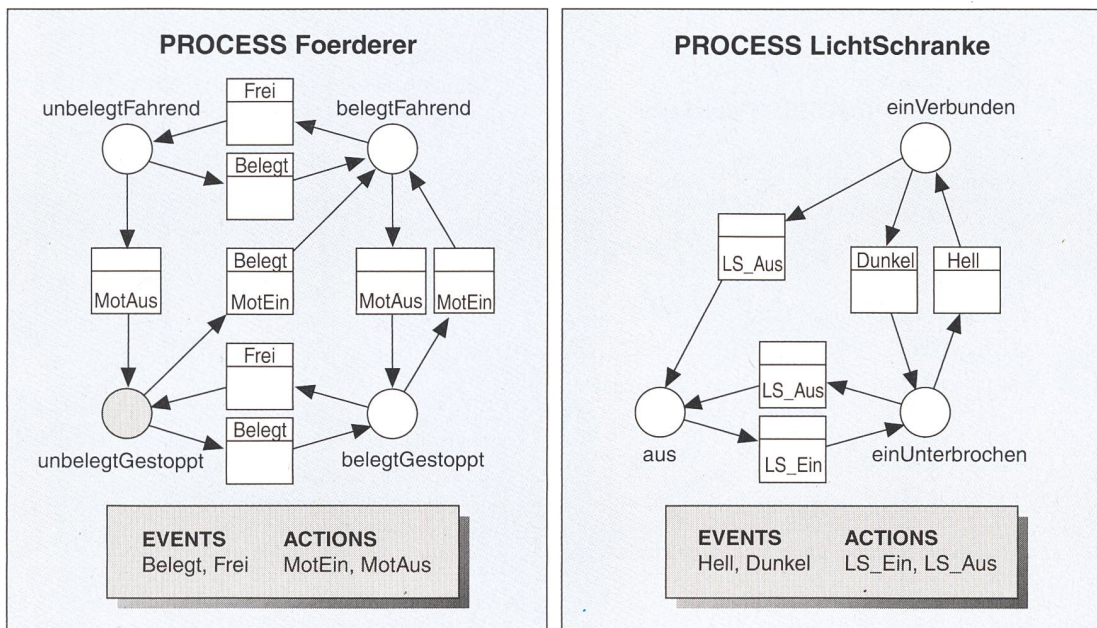 PROCESS Foerderer
Frei
unbelegtFahrend
belegtFahrend
Belegt
MotAus
Belegt
MotEin
MotAus
MotEin
Frei
Belegt
unbelegtGestoppt
belegtGestoppt
EVENTS ACTIONS
Belegt, Frei MotEin, MotAus
PROCESS LichtSchranke
einVerbunden
LS_Aus
Dunkel
Hell
LS_Aus
LS_Ein
aus
einUnterbrochen
EVENTS ACTIONS
Hell, Dunkel LS_Ein, LS_Aus